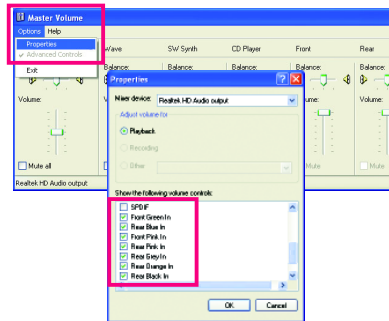 Master Volume
Options Help
Properties
Advanced Controls
Exit
Wave
SW Synth
CD Player
Front
Rear
Balance:
Balance:
Balance:
Balance:
Volume:
Mute all
Mute
Mute
Realtek HD Audio output
Properties
Mixer device:
Realtek HD Audio output
Adjust volume for
Playback
Recording
Other
Show the following volume controls:
SPDIF
Front Green In
Rear Blue In
Front Pink In
Rear Pink In
Rear Grey In
Rear Orange In
Rear Black In
OK
Cancel